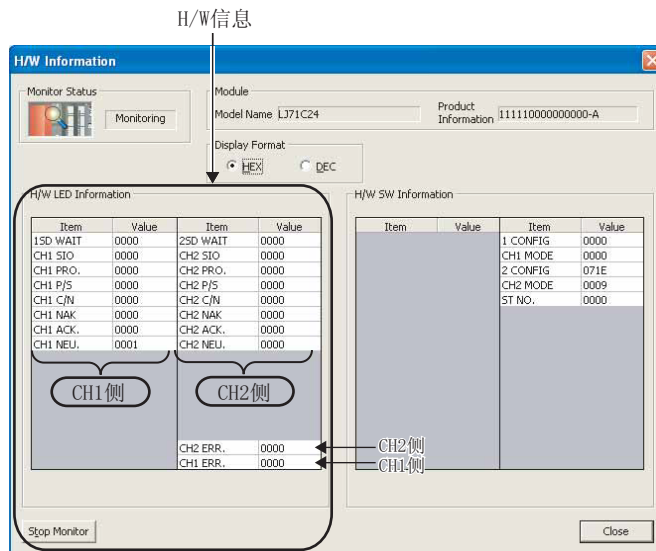 H/W信息
H/W Information
Monitor Status
Monitoring
Module
Model Name LJ71C24
Product Information 111110000000000-A
Display Format
HEX DEC
H/W LED Information
Item Value Item Value
1SD WAIT 0000 2SD WAIT 0000
CH1 SIO 0000 CH2 SIO 0000
CH1 PRO. 0000 CH2 PRO. 0000
CH1 P/S 0000 CH2 P/S 0000
CH1 C/N 0000 CH2 C/N 0000
CH1 NAK 0000 CH2 NAK 0000
CH1 ACK. 0000 CH2 ACK. 0000
CH1 NEU. 0001 CH2 NEU. 0000
CH1侧 CH2侧
CH2 ERR. 0000 CH2侧
CH1 ERR. 0000 CH1侧
H/W SW Information
Item Value Item Value
1 CONFIG 0000
CH1 MODE 0000
2 CONFIG 071E
CH2 MODE 0009
ST NO. 0000
Stop Monitor
Close